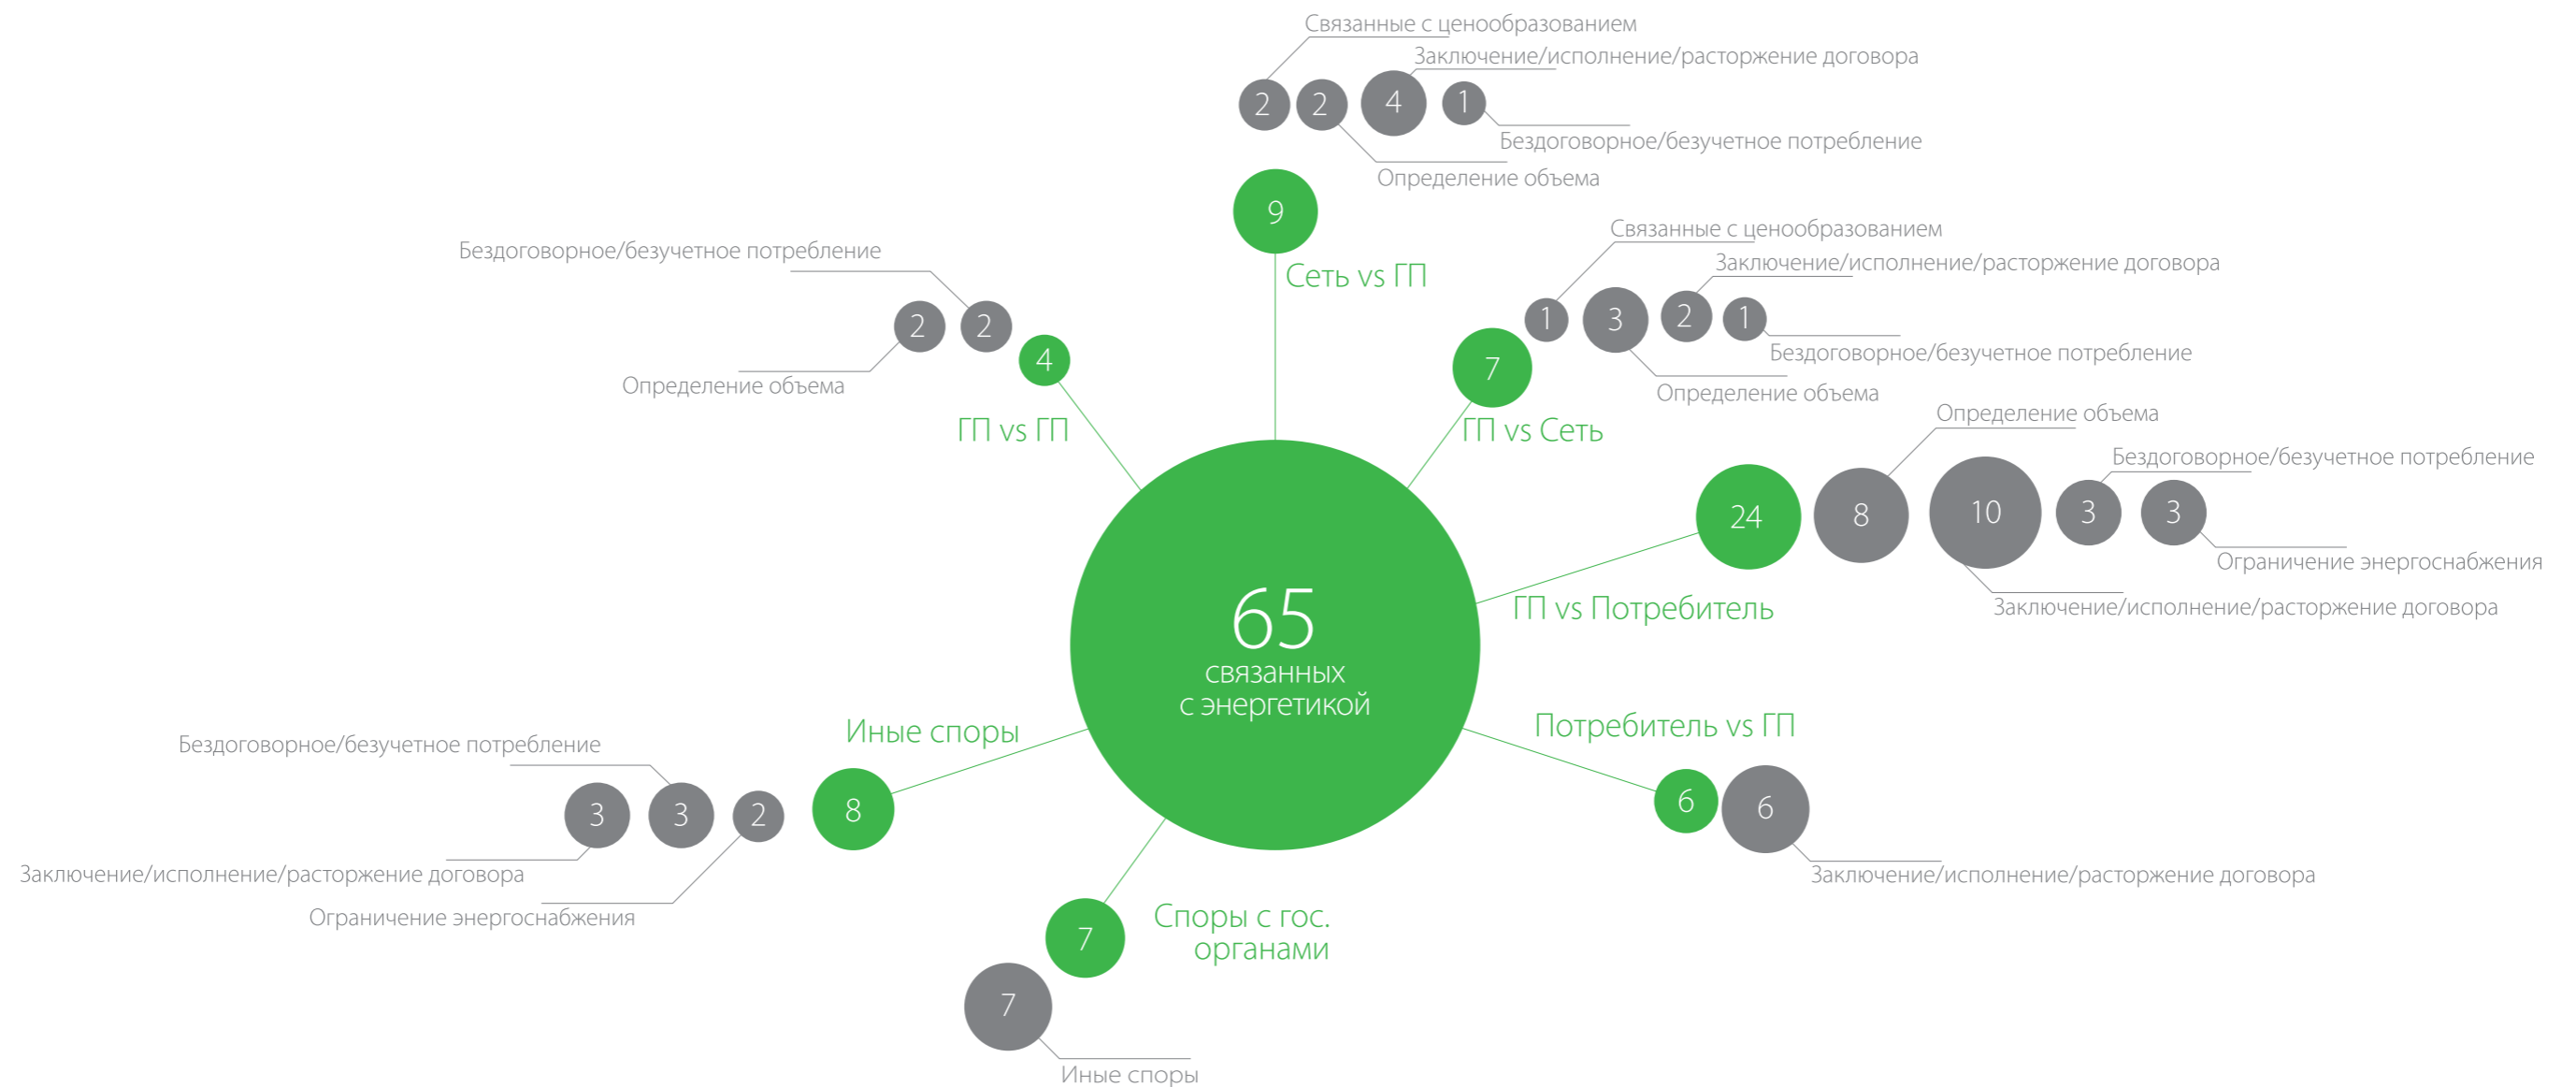 Связанные с ценообразованием
Заключение/исполнение/расторжение договора
2
2
4
1
Бездоговорное/безучетное потребление
Определение объема
9
Сеть vs ГП
Связанные с ценообразованием
Заключение/исполнение/расторжение договора
1
3
2
1
Бездоговорное/безучетное потребление
Определение объема
7
ГП vs Сеть
Бездоговорное/безучетное потребление
2
2
4
Определение объема
ГП vs ГП
Определение объема
Бездоговорное/безучетное потребление
24
8
10
3
3
Ограничение энергоснабжения
Заключение/исполнение/расторжение договора
ГП vs Потребитель
65
связанных
с энергетикой
Потребитель vs ГП
6
6
Заключение/исполнение/расторжение договора
Иные споры
Бездоговорное/безучетное потребление
3
3
2
8
Заключение/исполнение/расторжение договора
Ограничение энергоснабжения
Споры с гос.
органами
7
7
Иные споры